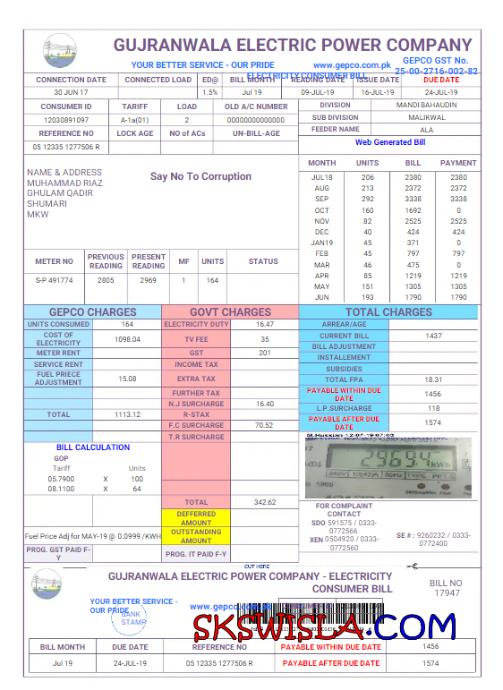 GUJRANWALA ELECTRIC POWER COMPANY
YOUR BETTER SERVICE - OUR PRIDE www.gepco.com.pk GEPCO GST No.
ELECTRICITY CONSUMER BILL 25-00-2716-002-82
CONNECTION DATE CONNECTED LOAD ED@ BILL MONTH READING DATE ISSUE DATE DUE DATE
30 JUN 17 1.5% Jul 19 09-JUL-19 16-JUL-19 24-JUL-19
CONSUMER ID TARIFF LOAD OLD A/C NUMBER DIVISION MANDI BAHAUDIN
12030891097 A-1a(01) 2 00000000000000 SUB DIVISION MALIKWAL
REFERENCE NO LOCK AGE NO of ACs UN-BILL-AGE FEEDER NAME ALA
05 12335 1277506 R Web Generated Bill
NAME & ADDRESS
MUHAMMAD RIAZ
GHULAM QADIR
SHUMARI
MKW
Say No To Corruption
MONTH UNITS BILL PAYMENT
JUL18 206 2380 2380
AUG 213 2372 2372
SEP 292 3338 3338
OCT 160 1692 0
NOV 82 2525 2525
DEC 40 424 424
JAN19 45 371 0
FEB 45 797 797
MAR 46 475 0
APR 85 1219 1219
MAY 151 1305 1305
JUN 193 1790 1790
METER NO PREVIOUS READING PRESENT READING MF UNITS STATUS
S-P 491774 2805 2969 1 164
GEPCO CHARGES
UNITS CONSUMED 164
COST OF ELECTRICITY 1098.04
METER RENT
SERVICE RENT
FUEL PRIECE ADJUSTMENT 15.08
TOTAL 1113.12
GOVT CHARGES
ELECTRICITY DUTY 16.47
TV FEE 35
GST 201
INCOME TAX
EXTRA TAX
FURTHER TAX
N.J SURCHARGE 16.40
R-STAX
F.C SURCHARGE 70.52
T.R SURCHARGE
TOTAL 342.62
DEFFERED AMOUNT
OUTSTANDING AMOUNT
PROG. IT PAID F-Y
TOTAL CHARGES
ARREAR/AGE
CURRENT BILL 1437
BILL ADJUSTMENT
INSTALLEMENT
SUBSIDIES
TOTAL FPA 18.31
PAYABLE WITHIN DUE DATE 1456
L.P.SURCHARGE 118
PAYABLE AFTER DUE DATE 1574
BILL CALCULATION
GOP
Tariff Units
05.7900 X 100
08.1100 X 64
Fuel Price Adj for MAY-19 @ 0.0999 /KWH
PROG. GST PAID F-Y
FOR COMPLAINT CONTACT
SDO 591575 / 0333-0772566
XEN 0504920 / 0333-0772560
SE # : 9260232 / 0333-0772400
CUT HERE
GUJRANWALA ELECTRIC POWER COMPANY - ELECTRICITY CONSUMER BILL
BILL NO
17947
YOUR BETTER SERVICE - OUR PRIDE www.gepco.com.pk
BANK STAMP
SKSWISLA.COM
BILL MONTH DUE DATE REFERENCE NO PAYABLE WITHIN DUE DATE 1456
Jul 19 24-JUL-19 05 12335 1277506 R PAYABLE AFTER DUE DATE 1574